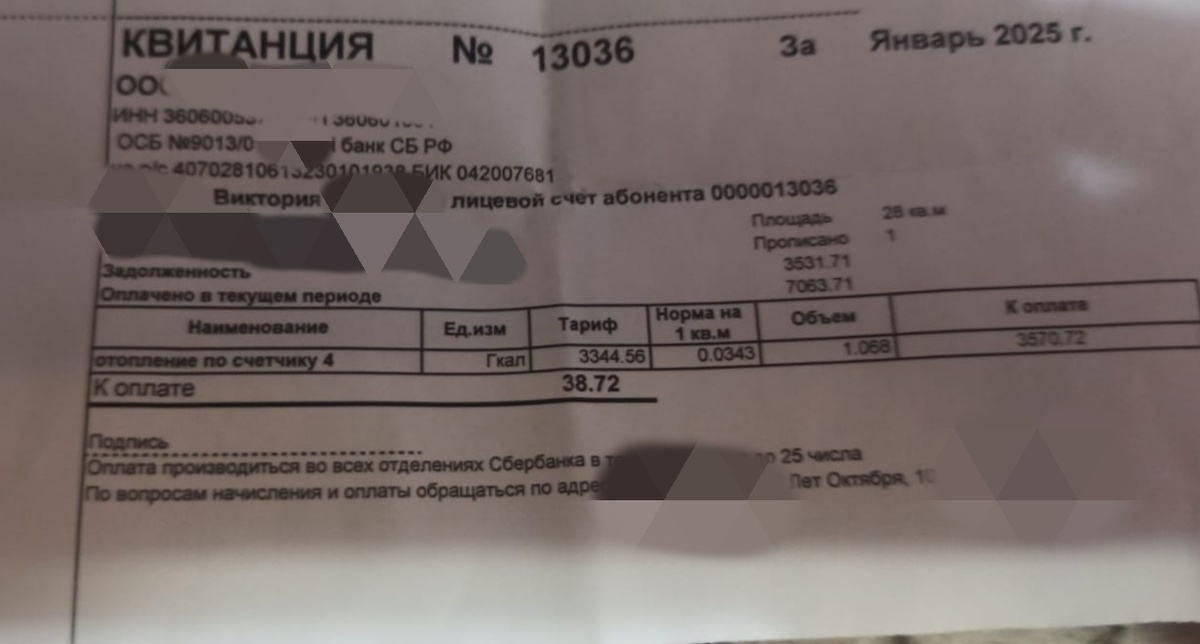 КВИТАНЦИЯ № 13036 За Январь 2025 г.
ООО
ИНН
ОСБ №9013/0 банк СБ РФ
БИК 042007681
Виктория лицевой счет абонента 0000013036
Площадь 28 кв.м
Прописано 1
Задолженность 3531.71
Оплачено в текущем периоде 7063.71
Наименование Ед.изм Тариф Норма на 1 кв.м Объем К оплате
отопление по счетчику 4 Гкал 3344.56 0.0343 1.068 3570.72
К оплате 38.72
Подпись
Оплата производиться во всех отделениях Сбербанка в 25 числа
По вопросам начисления и оплаты обращаться по Лет Октября,